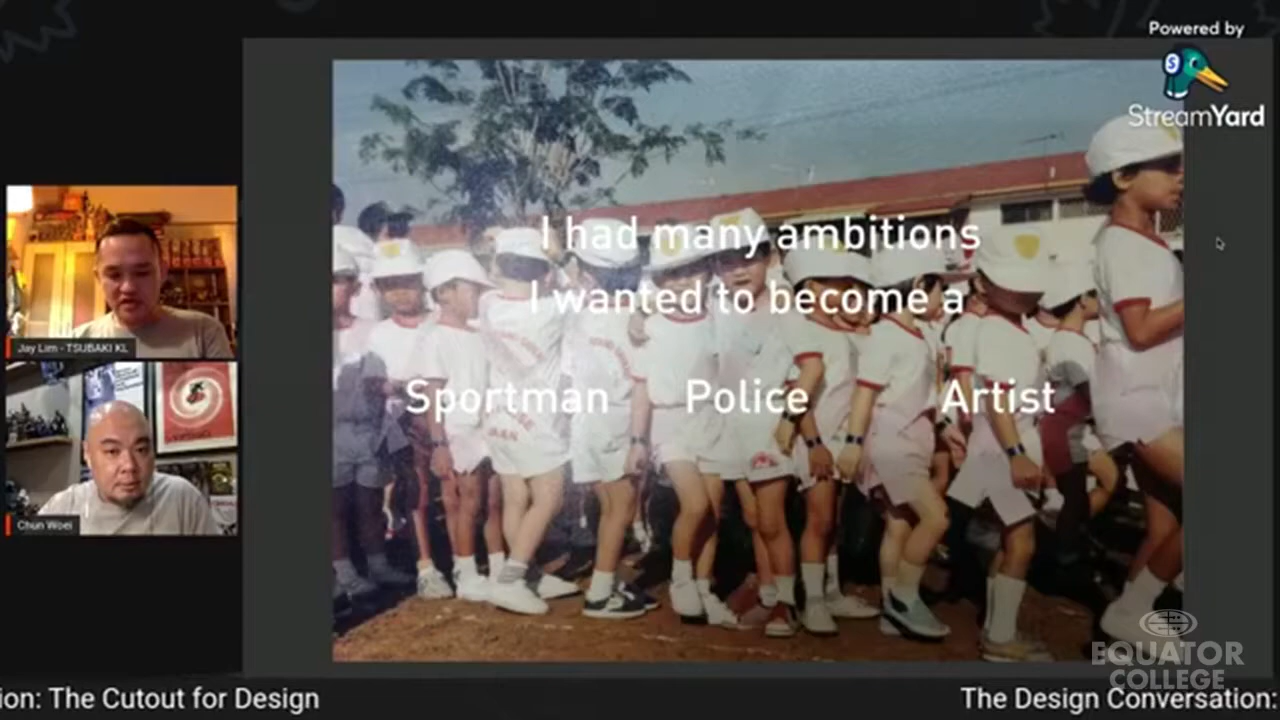 Powered by
S
StreamYard
I had many ambitions
I wanted to become a
Sportman Police Artist
Jay Lim - TSUBAKI KL
Chun Woei
EQUATOR
COLLEGE
ion: The Cutout for Design
The Design Conversation: